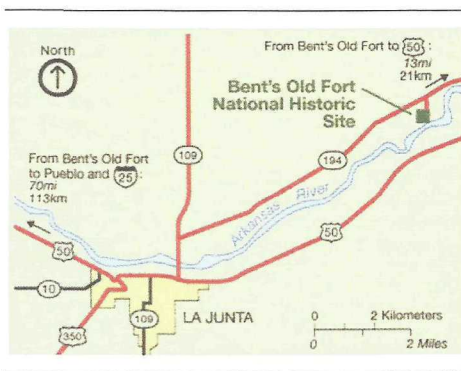 North
From Bent's Old Fort to 50:
13mi
21km
Bent's Old Fort
National Historic
Site
109
194
From Bent's Old Fort
to Pueblo and 25:
70mi
113km
Arkansas River
50
50
10
109
LA JUNTA
350
0 2 Kilometers
0 2 Miles